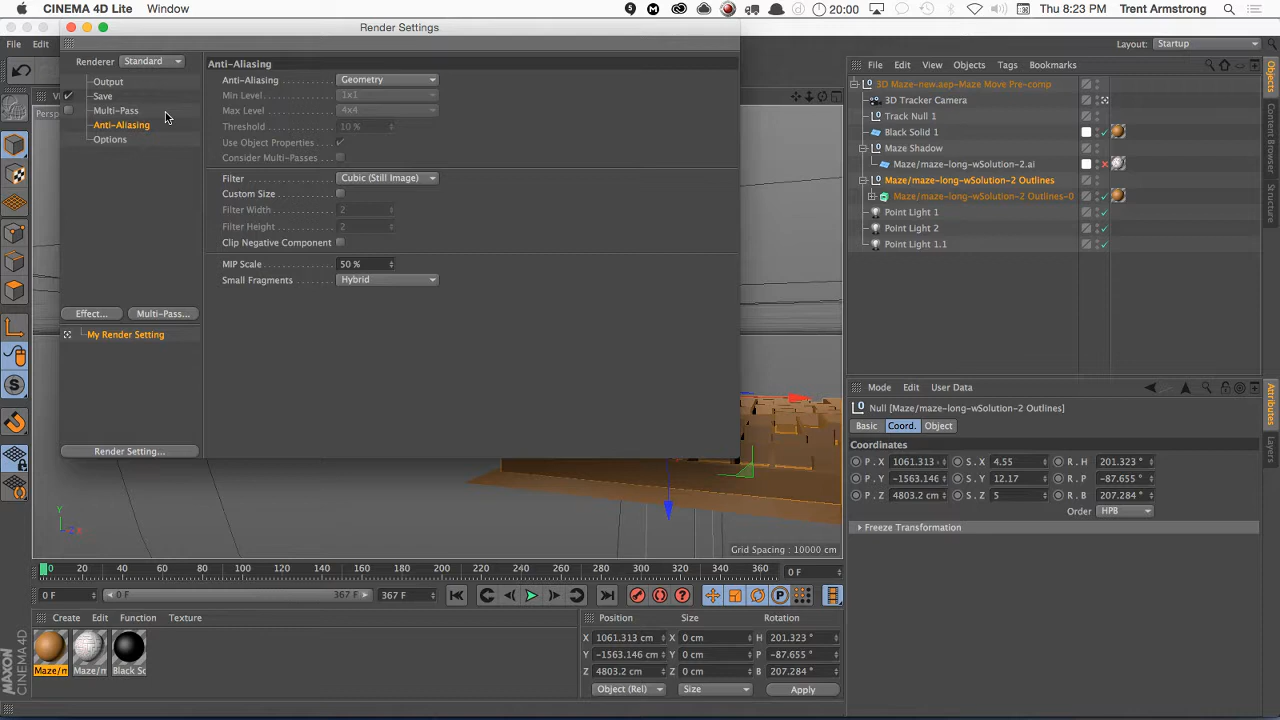 CINEMA 4D Lite Window 20:00 Thu 8:23 PM Trent Armstrong
Render Settings
File Edit
Layout: Startup
Renderer Standard
Output
Save
Multi-Pass
Anti-Aliasing
Options
Effect... Multi-Pass...
My Render Setting
Render Setting...
Anti-Aliasing
Anti-Aliasing Geometry
Min Level 1x1
Max Level 4x4
Threshold 10 %
Use Object Properties
Consider Multi-Passes
Filter Cubic (Still Image)
Custom Size
Filter Width 2
Filter Height 2
Clip Negative Component
MIP Scale 50 %
Small Fragments Hybrid
Persp
Grid Spacing : 10000 cm
File Edit View Objects Tags Bookmarks
3D Maze-new.aep-Maze Move Pre-comp
3D Tracker Camera
Track Null 1
Black Solid 1
Maze Shadow
Maze/maze-long-wSolution-2.ai
Maze/maze-long-wSolution-2 Outlines
Maze/maze-long-wSolution-2 Outlines-0
Point Light 1
Point Light 2
Point Light 1.1
Objects
Content Browser
Structure
Attributes
Layers
Mode Edit User Data
Null [Maze/maze-long-wSolution-2 Outlines]
Basic Coord. Object
Coordinates
P . X 1061.313 S . X 4.55 R . H 201.323 °
P . Y -1563.146 S . Y 12.17 R . P -87.655 °
P . Z 4803.2 cm S . Z 5 R . B 207.284 °
Order HPB
Freeze Transformation
0 20 40 60 80 100 120 140 160 180 200 220 240 260 280 300 320 340 360 0 F
0 F 0 F 367 F 367 F
Create Edit Function Texture
Maze/m Maze/m Black Sc
Position Size Rotation
X 1061.313 cm X 0 cm H 201.323 °
Y -1563.146 cm Y 0 cm P -87.655 °
Z 4803.2 cm Z 0 cm B 207.284 °
Object (Rel) Size Apply
MAXON CINEMA 4D
Y
X